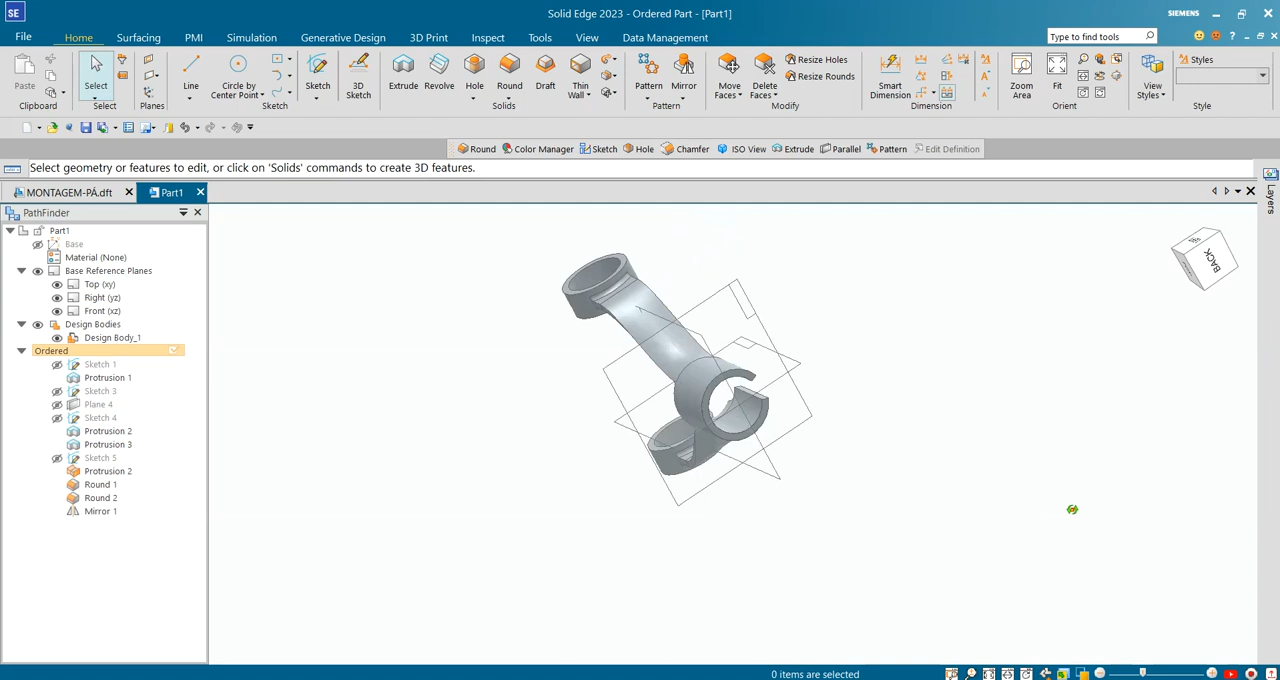 SE
Solid Edge 2023 - Ordered Part - [Part1]
SIEMENS
File Home Surfacing PMI Simulation Generative Design 3D Print Inspect Tools View Data Management
Type to find tools
Paste
Clipboard
Select
Select
Planes
Line
Circle by Center Point
Sketch
Sketch
3D Sketch
Extrude
Revolve
Hole
Round
Draft
Thin Wall
Solids
Pattern
Mirror
Pattern
Move Faces
Delete Faces
Resize Holes
Resize Rounds
Modify
Smart Dimension
Dimension
Zoom Area
Fit
Orient
View Styles
Styles
Style
Round Color Manager Sketch Hole Chamfer ISO View Extrude Parallel Pattern Edit Definition
Select geometry or features to edit, or click on 'Solids' commands to create 3D features.
MONTAGEM-PÁ.dft
Part1
PathFinder
Part1
Base
Material (None)
Base Reference Planes
Top (xy)
Right (yz)
Front (xz)
Design Bodies
Design Body_1
Ordered
Sketch 1
Protrusion 1
Sketch 3
Plane 4
Sketch 4
Protrusion 2
Protrusion 3
Sketch 5
Protrusion 2
Round 1
Round 2
Mirror 1
BACK
Layers
0 items are selected